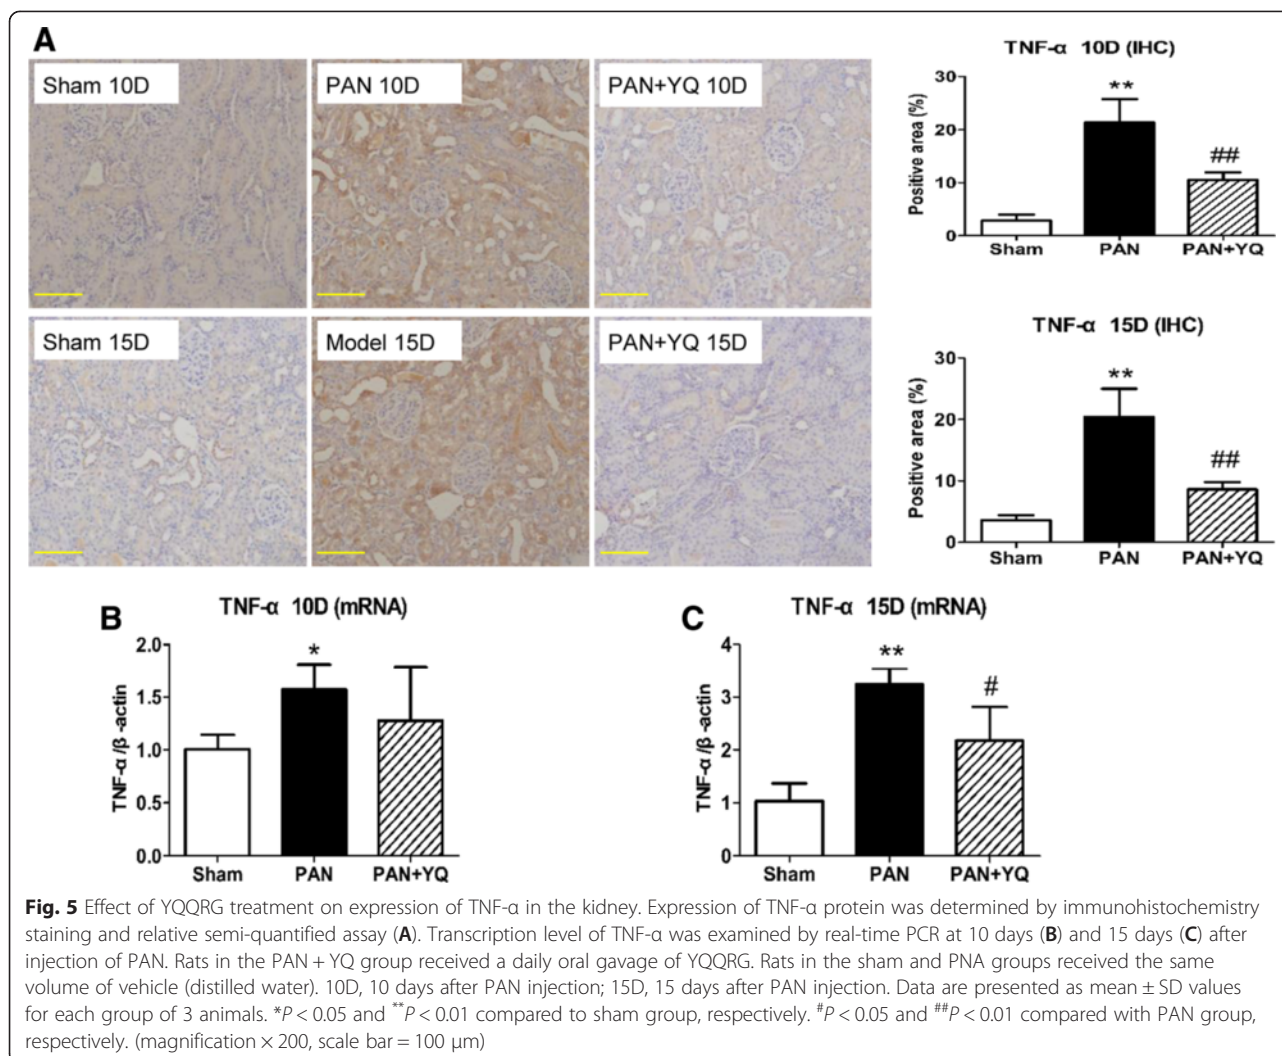 A
Sham 10D
PAN 10D
PAN+YQ 10D
TNF-α 10D (IHC)
Positive area (%)
30
20
10
0
**
##
Sham
PAN
PAN+YQ
Sham 15D
Model 15D
PAN+YQ 15D
TNF-α 15D (IHC)
Positive area (%)
30
20
10
0
**
##
Sham
PAN
PAN+YQ
B
TNF-α 10D (mRNA)
TNF-α/β-actin
2.0
1.5
1.0
0.5
0.0
*
Sham
PAN
PAN+YQ
C
TNF-α 15D (mRNA)
TNF-α/β-actin
4
3
2
1
0
**
#
Sham
PAN
PAN+YQ
Fig. 5 Effect of YQQRG treatment on expression of TNF-α in the kidney. Expression of TNF-α protein was determined by immunohistochemistry
staining and relative semi-quantified assay (A). Transcription level of TNF-α was examined by real-time PCR at 10 days (B) and 15 days (C) after
injection of PAN. Rats in the PAN + YQ group received a daily oral gavage of YQQRG. Rats in the sham and PNA groups received the same
volume of vehicle (distilled water). 10D, 10 days after PAN injection; 15D, 15 days after PAN injection. Data are presented as mean ± SD values
for each group of 3 animals. *P < 0.05 and **P < 0.01 compared to sham group, respectively. #P < 0.05 and ##P < 0.01 compared with PAN group,
respectively. (magnification × 200, scale bar = 100 μm)